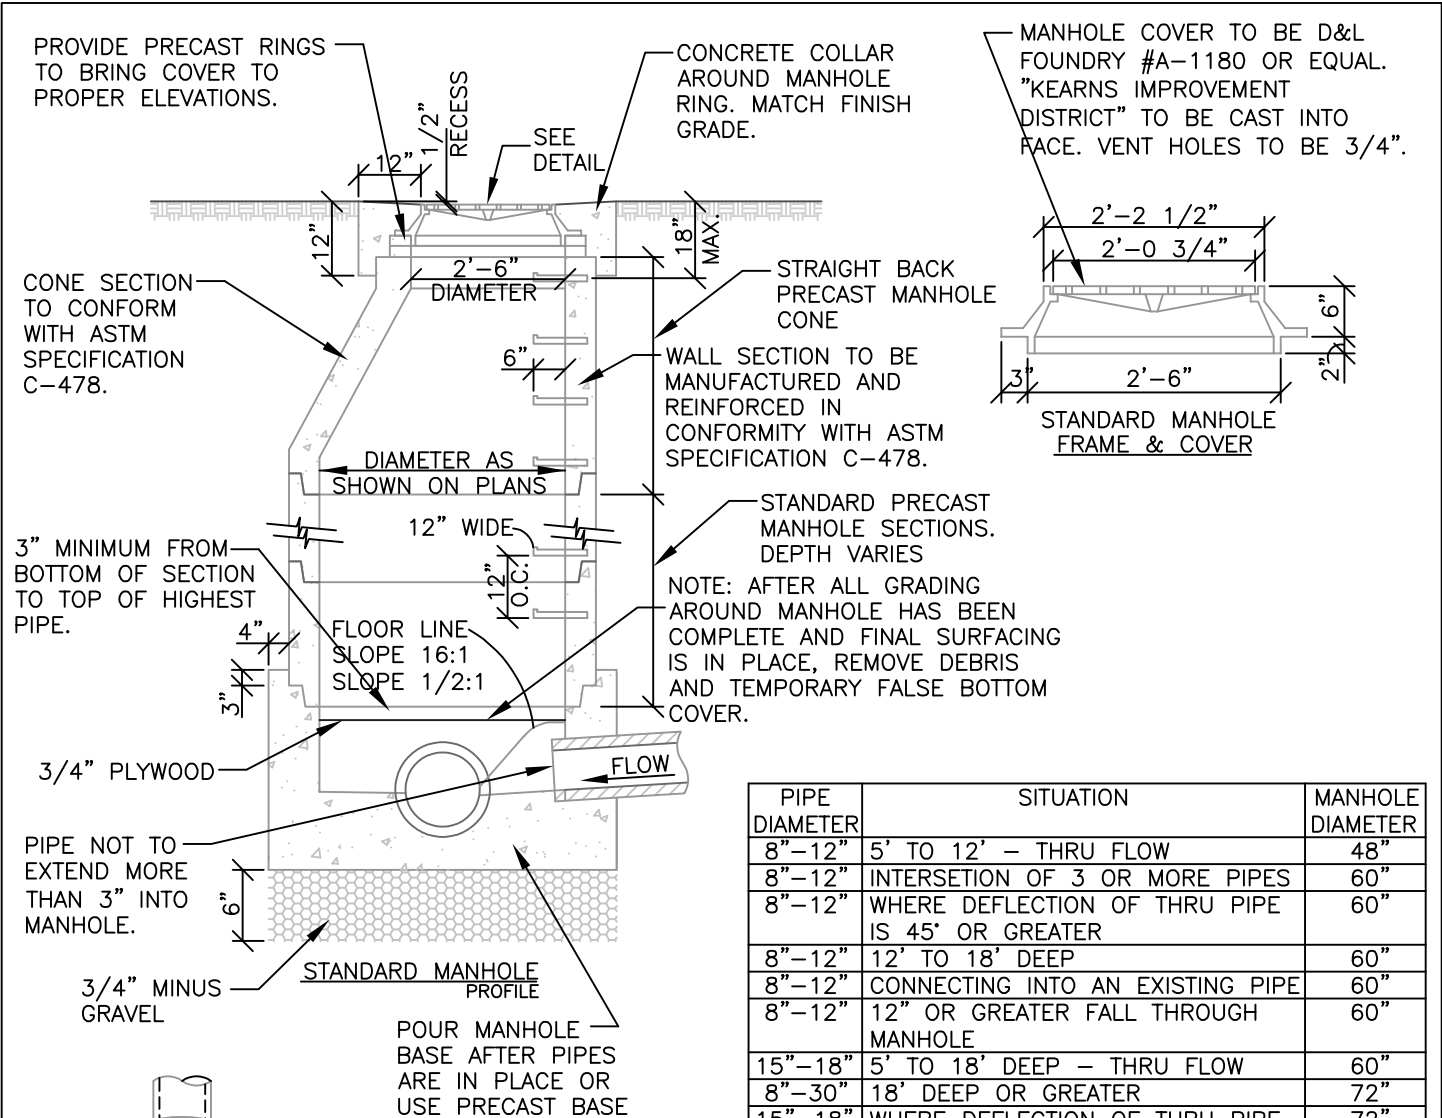 PROVIDE PRECAST RINGS
TO BRING COVER TO
PROPER ELEVATIONS.
1/2"
RECESS
12"
SEE
DETAIL
CONCRETE COLLAR
AROUND MANHOLE
RING. MATCH FINISH
GRADE.
MANHOLE COVER TO BE D&L
FOUNDRY #A-1180 OR EQUAL.
"KEARNS IMPROVEMENT
DISTRICT" TO BE CAST INTO
FACE. VENT HOLES TO BE 3/4".
12"
18"
MAX.
2'-6"
DIAMETER
CONE SECTION
TO CONFORM
WITH ASTM
SPECIFICATION
C-478.
STRAIGHT BACK
PRECAST MANHOLE
CONE
6"
WALL SECTION TO BE
MANUFACTURED AND
REINFORCED IN
CONFORMITY WITH ASTM
SPECIFICATION C-478.
2'-2 1/2"
2'-0 3/4"
6"
2"
3"
2'-6"
STANDARD MANHOLE
FRAME & COVER
DIAMETER AS
SHOWN ON PLANS
12" WIDE
12"
O.C.
STANDARD PRECAST
MANHOLE SECTIONS.
DEPTH VARIES
3" MINIMUM FROM
BOTTOM OF SECTION
TO TOP OF HIGHEST
PIPE.
NOTE: AFTER ALL GRADING
AROUND MANHOLE HAS BEEN
COMPLETE AND FINAL SURFACING
IS IN PLACE, REMOVE DEBRIS
AND TEMPORARY FALSE BOTTOM
COVER.
4"
3"
FLOOR LINE
SLOPE 16:1
SLOPE 1/2:1
3/4" PLYWOOD
FLOW
PIPE NOT TO
EXTEND MORE
THAN 3" INTO
MANHOLE.
6"
3/4" MINUS
GRAVEL
STANDARD MANHOLE
PROFILE
POUR MANHOLE
BASE AFTER PIPES
ARE IN PLACE OR
USE PRECAST BASE
PIPE DIAMETER SITUATION MANHOLE DIAMETER
8"-12" 5' TO 12' - THRU FLOW 48"
8"-12" INTERSETION OF 3 OR MORE PIPES 60"
8"-12" WHERE DEFLECTION OF THRU PIPE 60"
IS 45° OR GREATER
8"-12" 12' TO 18' DEEP 60"
8"-12" CONNECTING INTO AN EXISTING PIPE 60"
8"-12" 12" OR GREATER FALL THROUGH 60"
MANHOLE
15"-18" 5' TO 18' DEEP - THRU FLOW 60"
8"-30" 18' DEEP OR GREATER 72"
15"-18" WHERE DEFLECTION OF THRU PIPE 72"